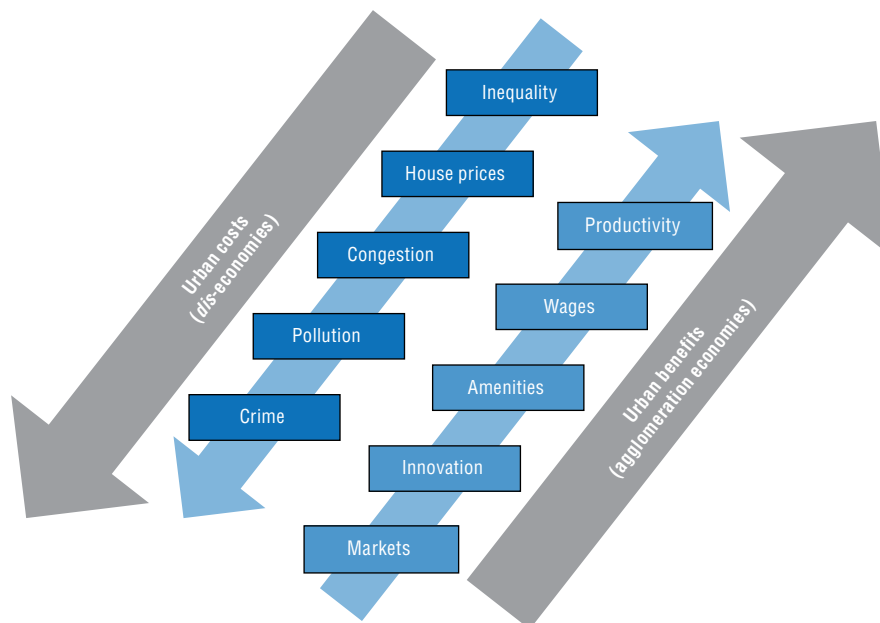 Urban costs
(dis-economies)
Inequality
House prices
Congestion
Pollution
Crime
Productivity
Wages
Amenities
Innovation
Markets
Urban benefits
(agglomeration economies)